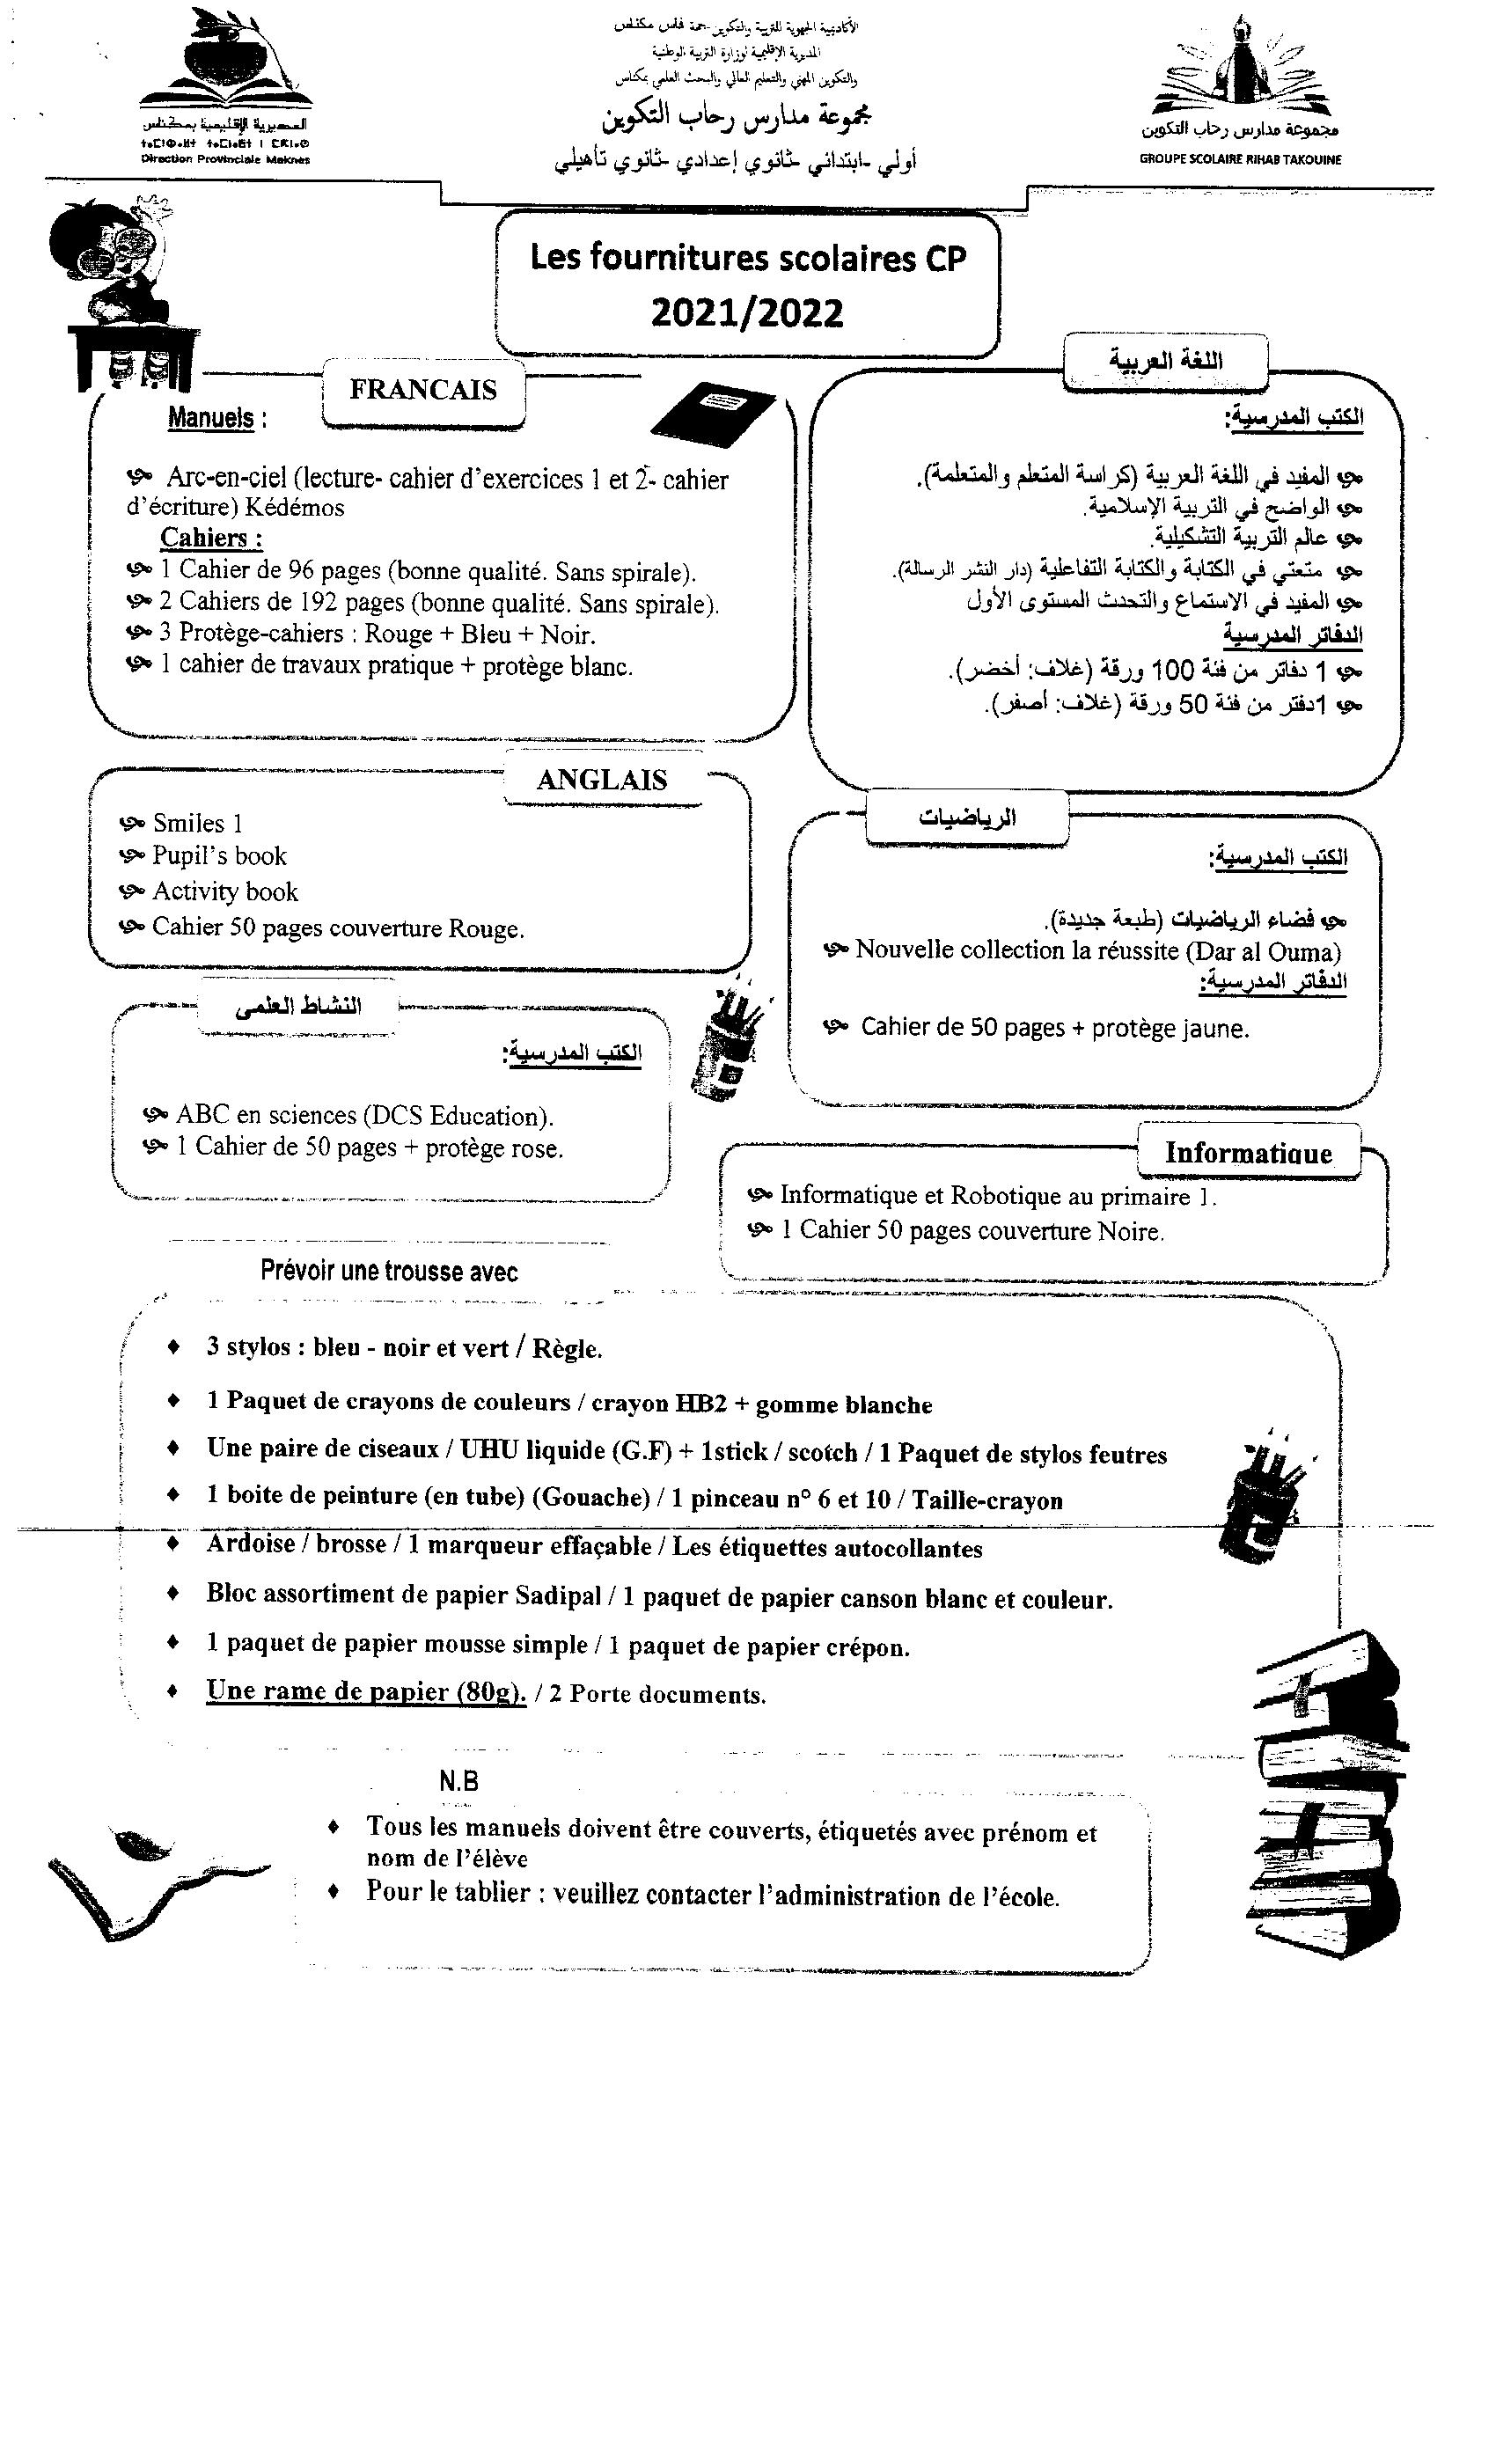 المديرية الإقليمية بمكناس
ⵜⴰⵎⵀⵍⴰ ⵜⴰⵎⵏⴰⴹⵜ ⵏ ⵎⴽⵏⴰⵙ
Direction Provinciale Meknes
الأكاديمية الجهوية للتربية والتكوين -جهة فاس مكناس
المديرية الإقليمية لوزارة التربية الوطنية
والتكوين المهني والتعليم العالي والبحث العلمي بمكناس
مجموعة مدارس رحاب التكوين
أولي -ابتدائي -ثانوي إعدادي -ثانوي تأهيلي
مجموعة مدارس رحاب التكوين
GROUPE SCOLAIRE RIHAB TAKOUINE
Les fournitures scolaires CP
2021/2022
FRANCAIS
Manuels :
Arc-en-ciel (lecture- cahier d’exercices 1 et 2- cahier
d’écriture) Kédémos
Cahiers :
1 Cahier de 96 pages (bonne qualité. Sans spirale).
2 Cahiers de 192 pages (bonne qualité. Sans spirale).
3 Protège-cahiers : Rouge + Bleu + Noir.
1 cahier de travaux pratique + protège blanc.
اللغة العربية
الكتب المدرسية:
المفيد في اللغة العربية (كراسة المتعلم والمتعلمة).
الواضح في التربية الإسلامية.
عالم التربية التشكيلية.
متعتي في الكتابة والكتابة التفاعلية (دار النشر الرسالة).
المفيد في الاستماع والتحدث المستوى الأول
الدفاتر المدرسية
1 دفاتر من فئة 100 ورقة (غلاف: أخضر).
1دفتر من فئة 50 ورقة (غلاف: أصفر).
ANGLAIS
Smiles 1
Pupil’s book
Activity book
Cahier 50 pages couverture Rouge.
الرياضيات
الكتب المدرسية:
فضاء الرياضيات (طبعة جديدة).
Nouvelle collection la réussite (Dar al Ouma)
الدفاتر المدرسية:
Cahier de 50 pages + protège jaune.
النشاط العلمي
الكتب المدرسية:
ABC en sciences (DCS Education).
1 Cahier de 50 pages + protège rose.
Informatique
Informatique et Robotique au primaire 1.
1 Cahier 50 pages couverture Noire.
Prévoir une trousse avec
♦ 3 stylos : bleu - noir et vert / Règle.
♦ 1 Paquet de crayons de couleurs / crayon HB2 + gomme blanche
♦ Une paire de ciseaux / UHU liquide (G.F) + 1stick / scotch / 1 Paquet de stylos feutres
♦ 1 boite de peinture (en tube) (Gouache) / 1 pinceau n° 6 et 10 / Taille-crayon
♦ Ardoise / brosse / 1 marqueur effaçable / Les étiquettes autocollantes
♦ Bloc assortiment de papier Sadipal / 1 paquet de papier canson blanc et couleur.
♦ 1 paquet de papier mousse simple / 1 paquet de papier crépon.
♦ Une rame de papier (80g). / 2 Porte documents.
N.B
♦ Tous les manuels doivent être couverts, étiquetés avec prénom et
nom de l’élève
♦ Pour le tablier : veuillez contacter l’administration de l’école.